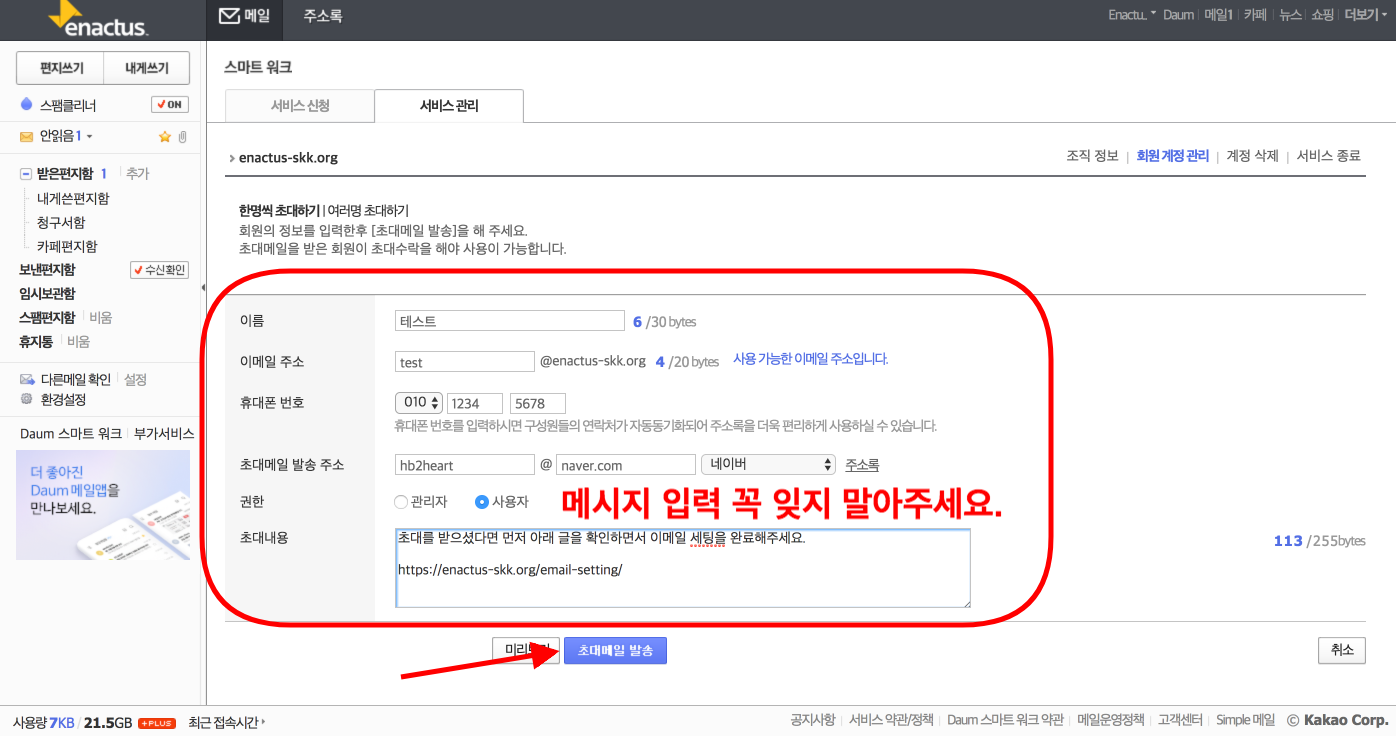 enactus.
메일
주소록
Enactu.. Daum 메일1 카페 뉴스 쇼핑 더보기
편지쓰기 내게쓰기
스팸클리너 ON
안읽음 1
받은편지함 1 추가
내게쓴편지함
청구서함
카페편지함
보낸편지함 수신확인
임시보관함
스팸편지함 비움
휴지통 비움
다른메일 확인 설정
환경설정
Daum 스마트 워크 부가서비스
더 좋아진
Daum 메일앱을
만나보세요.
스마트 워크
서비스 신청 서비스 관리
enactus-skk.org
조직 정보 | 회원 계정 관리 | 계정 삭제 | 서비스 종료
한명씩 초대하기 | 여러명 초대하기
회원의 정보를 입력한후 [초대메일 발송]을 해 주세요.
초대메일을 받은 회원이 초대수락을 해야 사용이 가능합니다.
이름 테스트 6 /30 bytes
이메일 주소 test @enactus-skk.org 4 /20 bytes 사용 가능한 이메일 주소입니다.
휴대폰 번호 010 1234 5678
휴대폰 번호를 입력하시면 구성원들의 연락처가 자동동기화되어 주소록을 더욱 편리하게 사용하실 수 있습니다.
초대메일 발송 주소 hb2heart @ naver.com 네이버 주소록
권한 관리자 사용자
메시지 입력 꼭 잊지 말아주세요.
초대내용
초대를 받으셨다면 먼저 아래 글을 확인하면서 이메일 세팅을 완료해주세요.
https://enactus-skk.org/email-setting/
113 /255bytes
초대메일 발송
취소
사용량 7KB / 21.5GB +PLUS 최근 접속시간
공지사항 서비스 약관/정책 Daum 스마트 워크 약관 메일운영정책 고객센터 Simple 메일 © Kakao Corp.